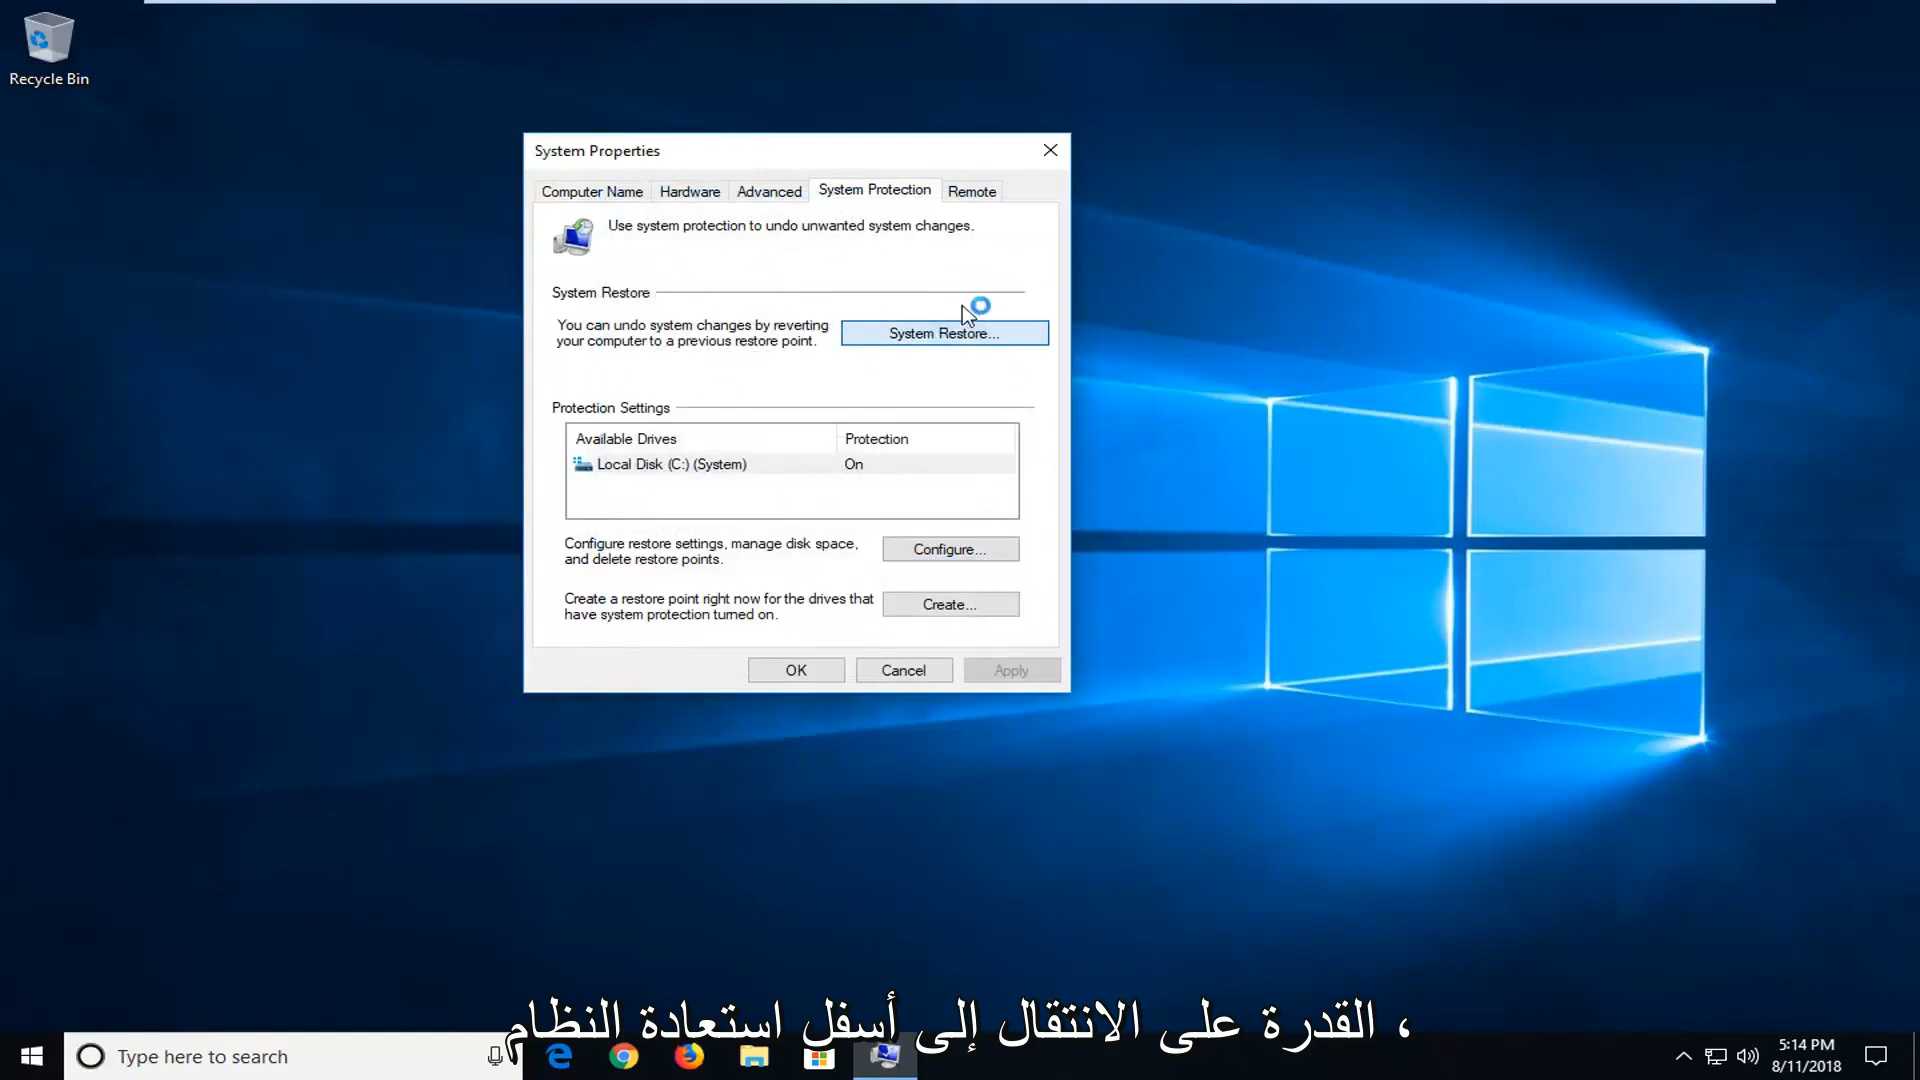 Recycle Bin
System Properties
Computer Name
Hardware
Advanced
System Protection
Remote
Use system protection to undo unwanted system changes.
System Restore
You can undo system changes by reverting
your computer to a previous restore point.
System Restore...
Protection Settings
Available Drives
Protection
Local Disk (C:) (System)
On
Configure restore settings, manage disk space,
and delete restore points.
Configure...
Create a restore point right now for the drives that
have system protection turned on.
Create...
OK
Cancel
Apply
، القدرة على الانتقال إلى أسفل استعادة النظام
Type here to search
5:14 PM
8/11/2018